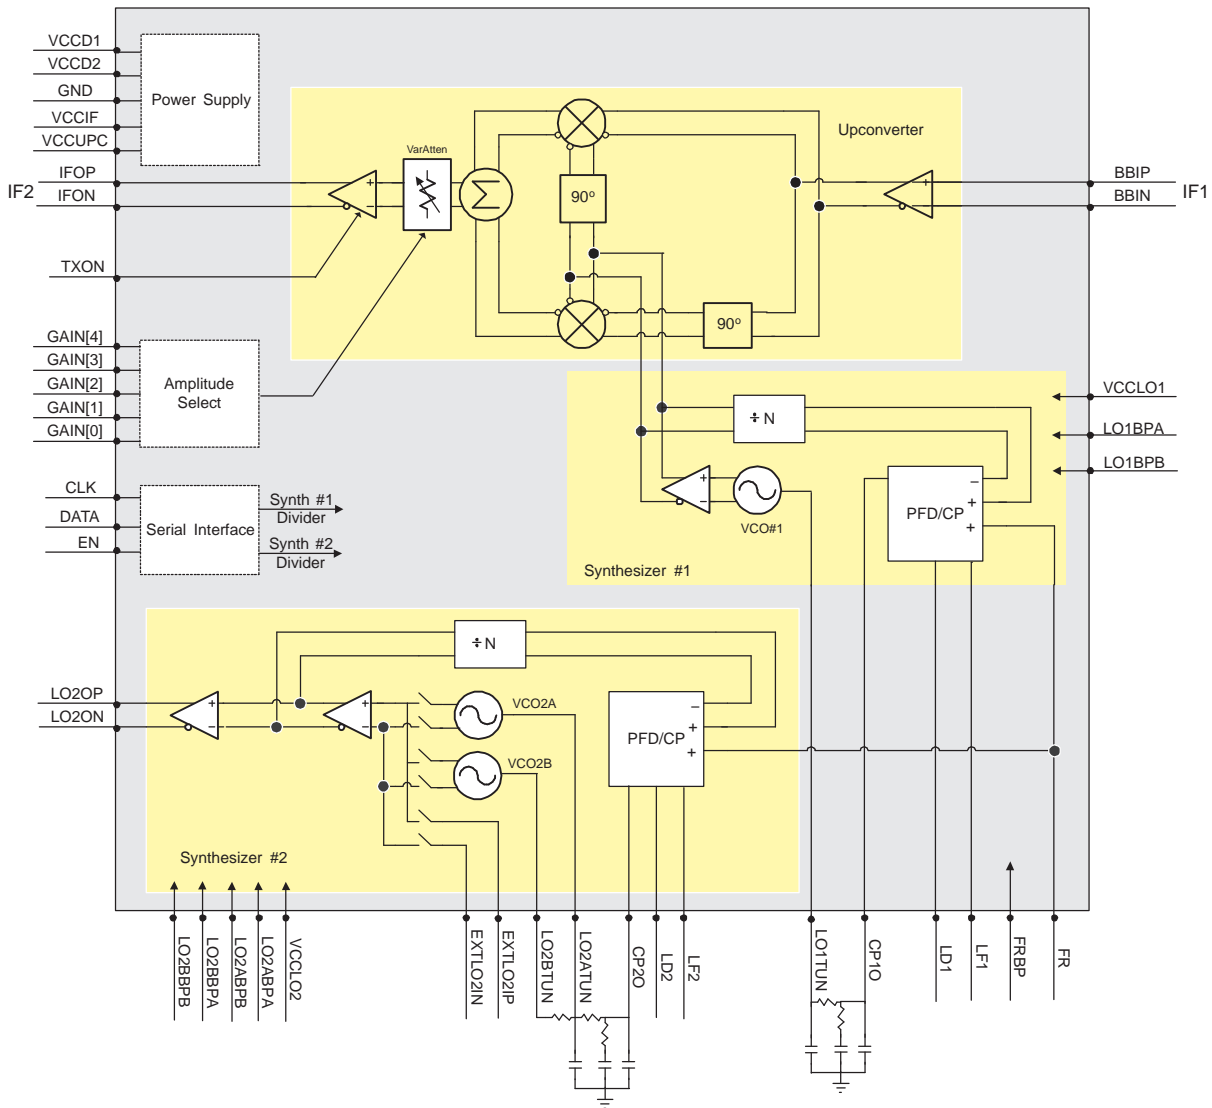 VCCD1
VCCD2
GND
VCCIF
VCCUPC
Power Supply
IF2
IFOP
IFON
TXON
VarAtten
+
−
Σ
90º
90º
Upconverter
+
−
BBIP
BBIN
IF1
GAIN[4]
GAIN[3]
GAIN[2]
GAIN[1]
GAIN[0]
Amplitude
Select
CLK
DATA
EN
Serial Interface
Synth #1
Divider
Synth #2
Divider
VCCLO1
LO1BPA
LO1BPB
÷ N
+
−
VCO#1
PFD/CP
−
+
+
Synthesizer #1
÷ N
LO2OP
LO2ON
+
−
+
−
VCO2A
VCO2B
PFD/CP
−
+
+
Synthesizer #2
LO2BBPB
LO2BBPA
LO2ABPB
LO2ABPA
VCCLO2
EXTLO2IN
EXTLO2IP
LO2BTUN
LO2ATUN
CP2O
LD2
LF2
LO1TUN
CP1O
LD1
LF1
FRBP
FR